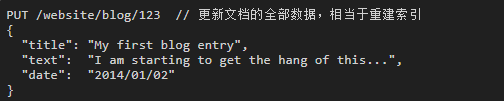 PUT /website/blog/123  // 更新文档的全部数据，相当于重建索引
{
  "title": "My first blog entry",
  "text":  "I am starting to get the hang of this...",
  "date":  "2014/01/02"
}